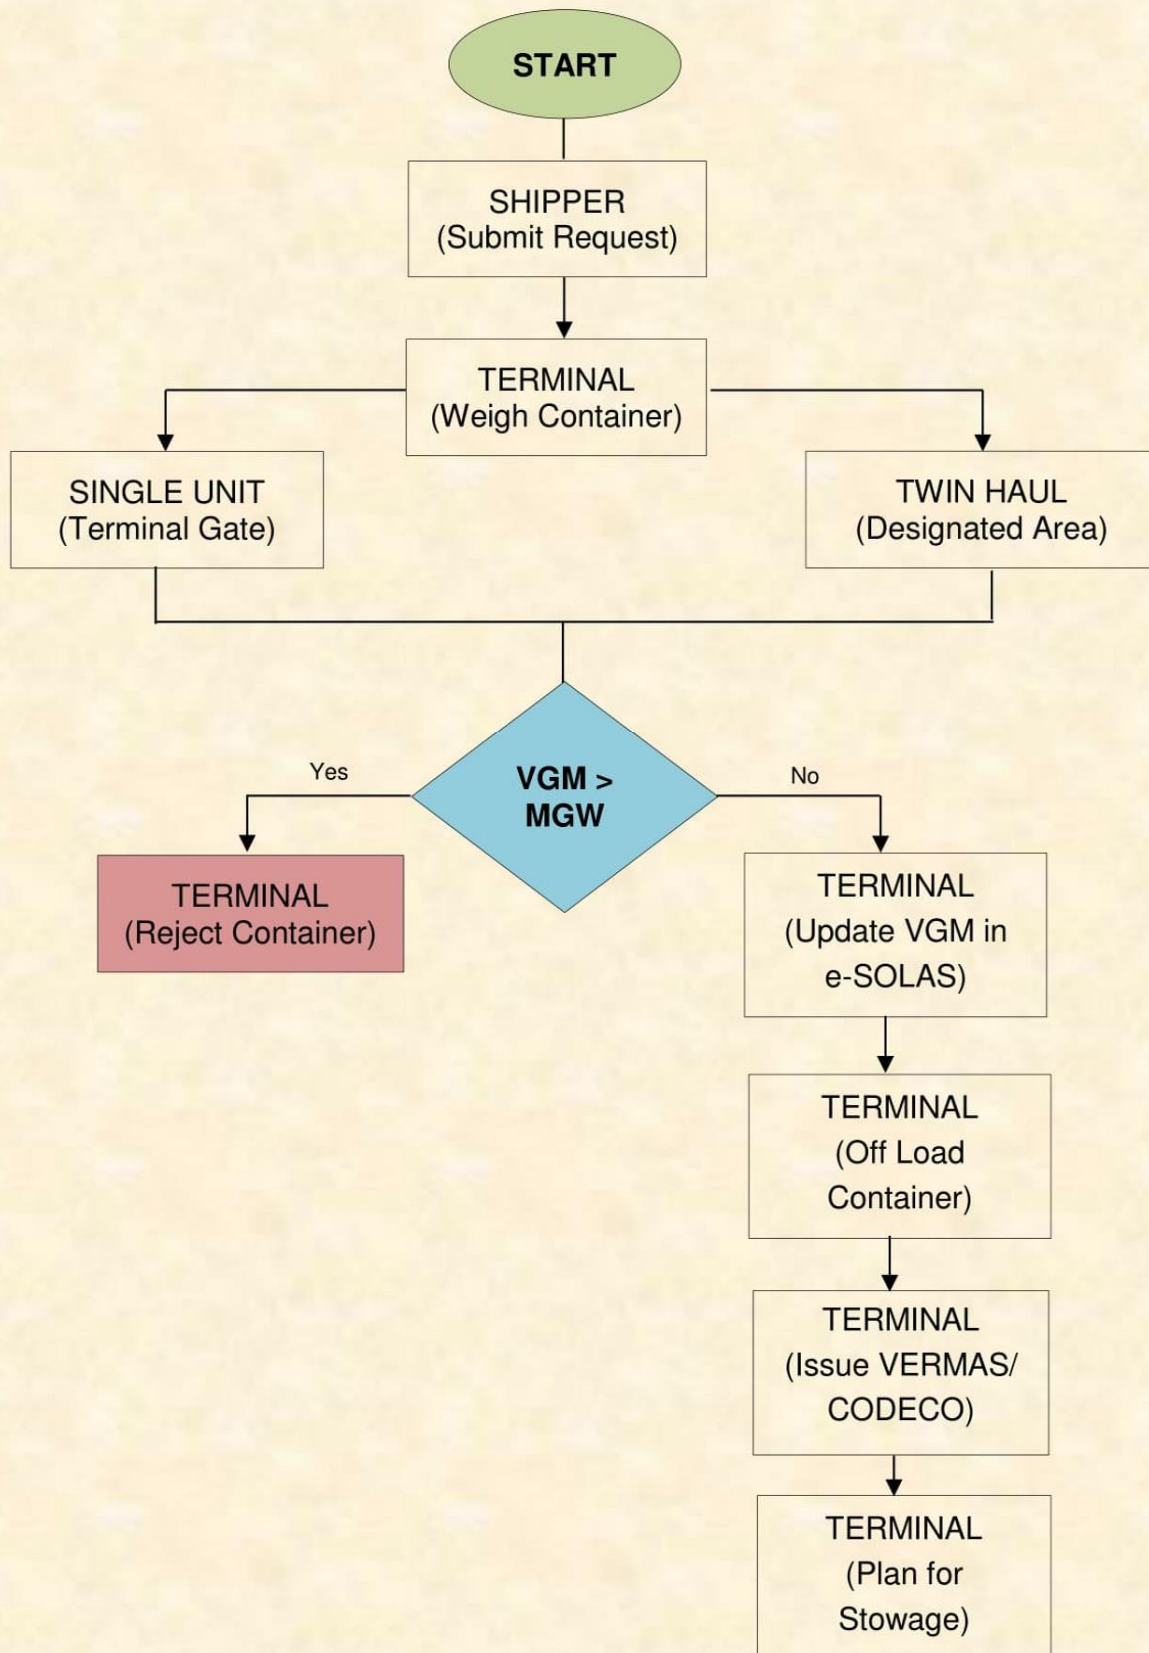 START
SHIPPER
(Submit Request)
TERMINAL
(Weigh Container)
SINGLE UNIT
(Terminal Gate)
TWIN HAUL
(Designated Area)
VGM >
MGW
Yes
No
TERMINAL
(Reject Container)
TERMINAL
(Update VGM in
e-SOLAS)
TERMINAL
(Off Load
Container)
TERMINAL
(Issue VERMAS/
CODECO)
TERMINAL
(Plan for
Stowage)